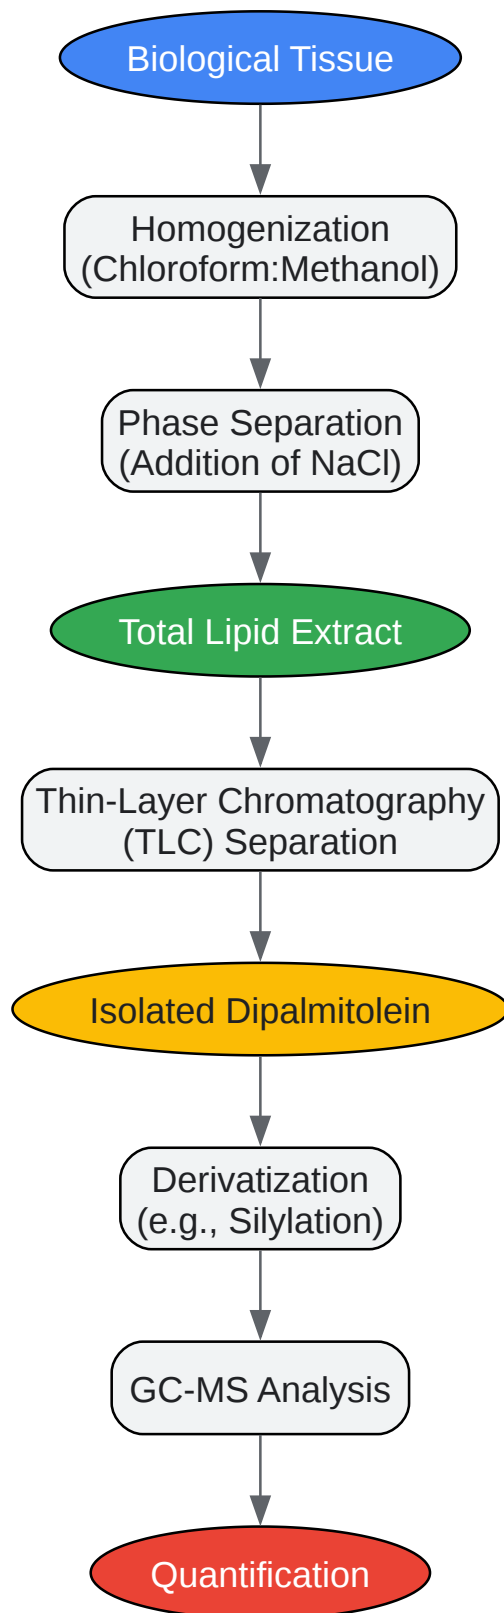 Biological Tissue
Homogenization
(Chloroform:Methanol)
Phase Separation
(Addition of NaCl)
Total Lipid Extract
Thin-Layer Chromatography
(TLC) Separation
Isolated Dipalmitolein
Derivatization
(e.g., Silylation)
GC-MS Analysis
Quantification